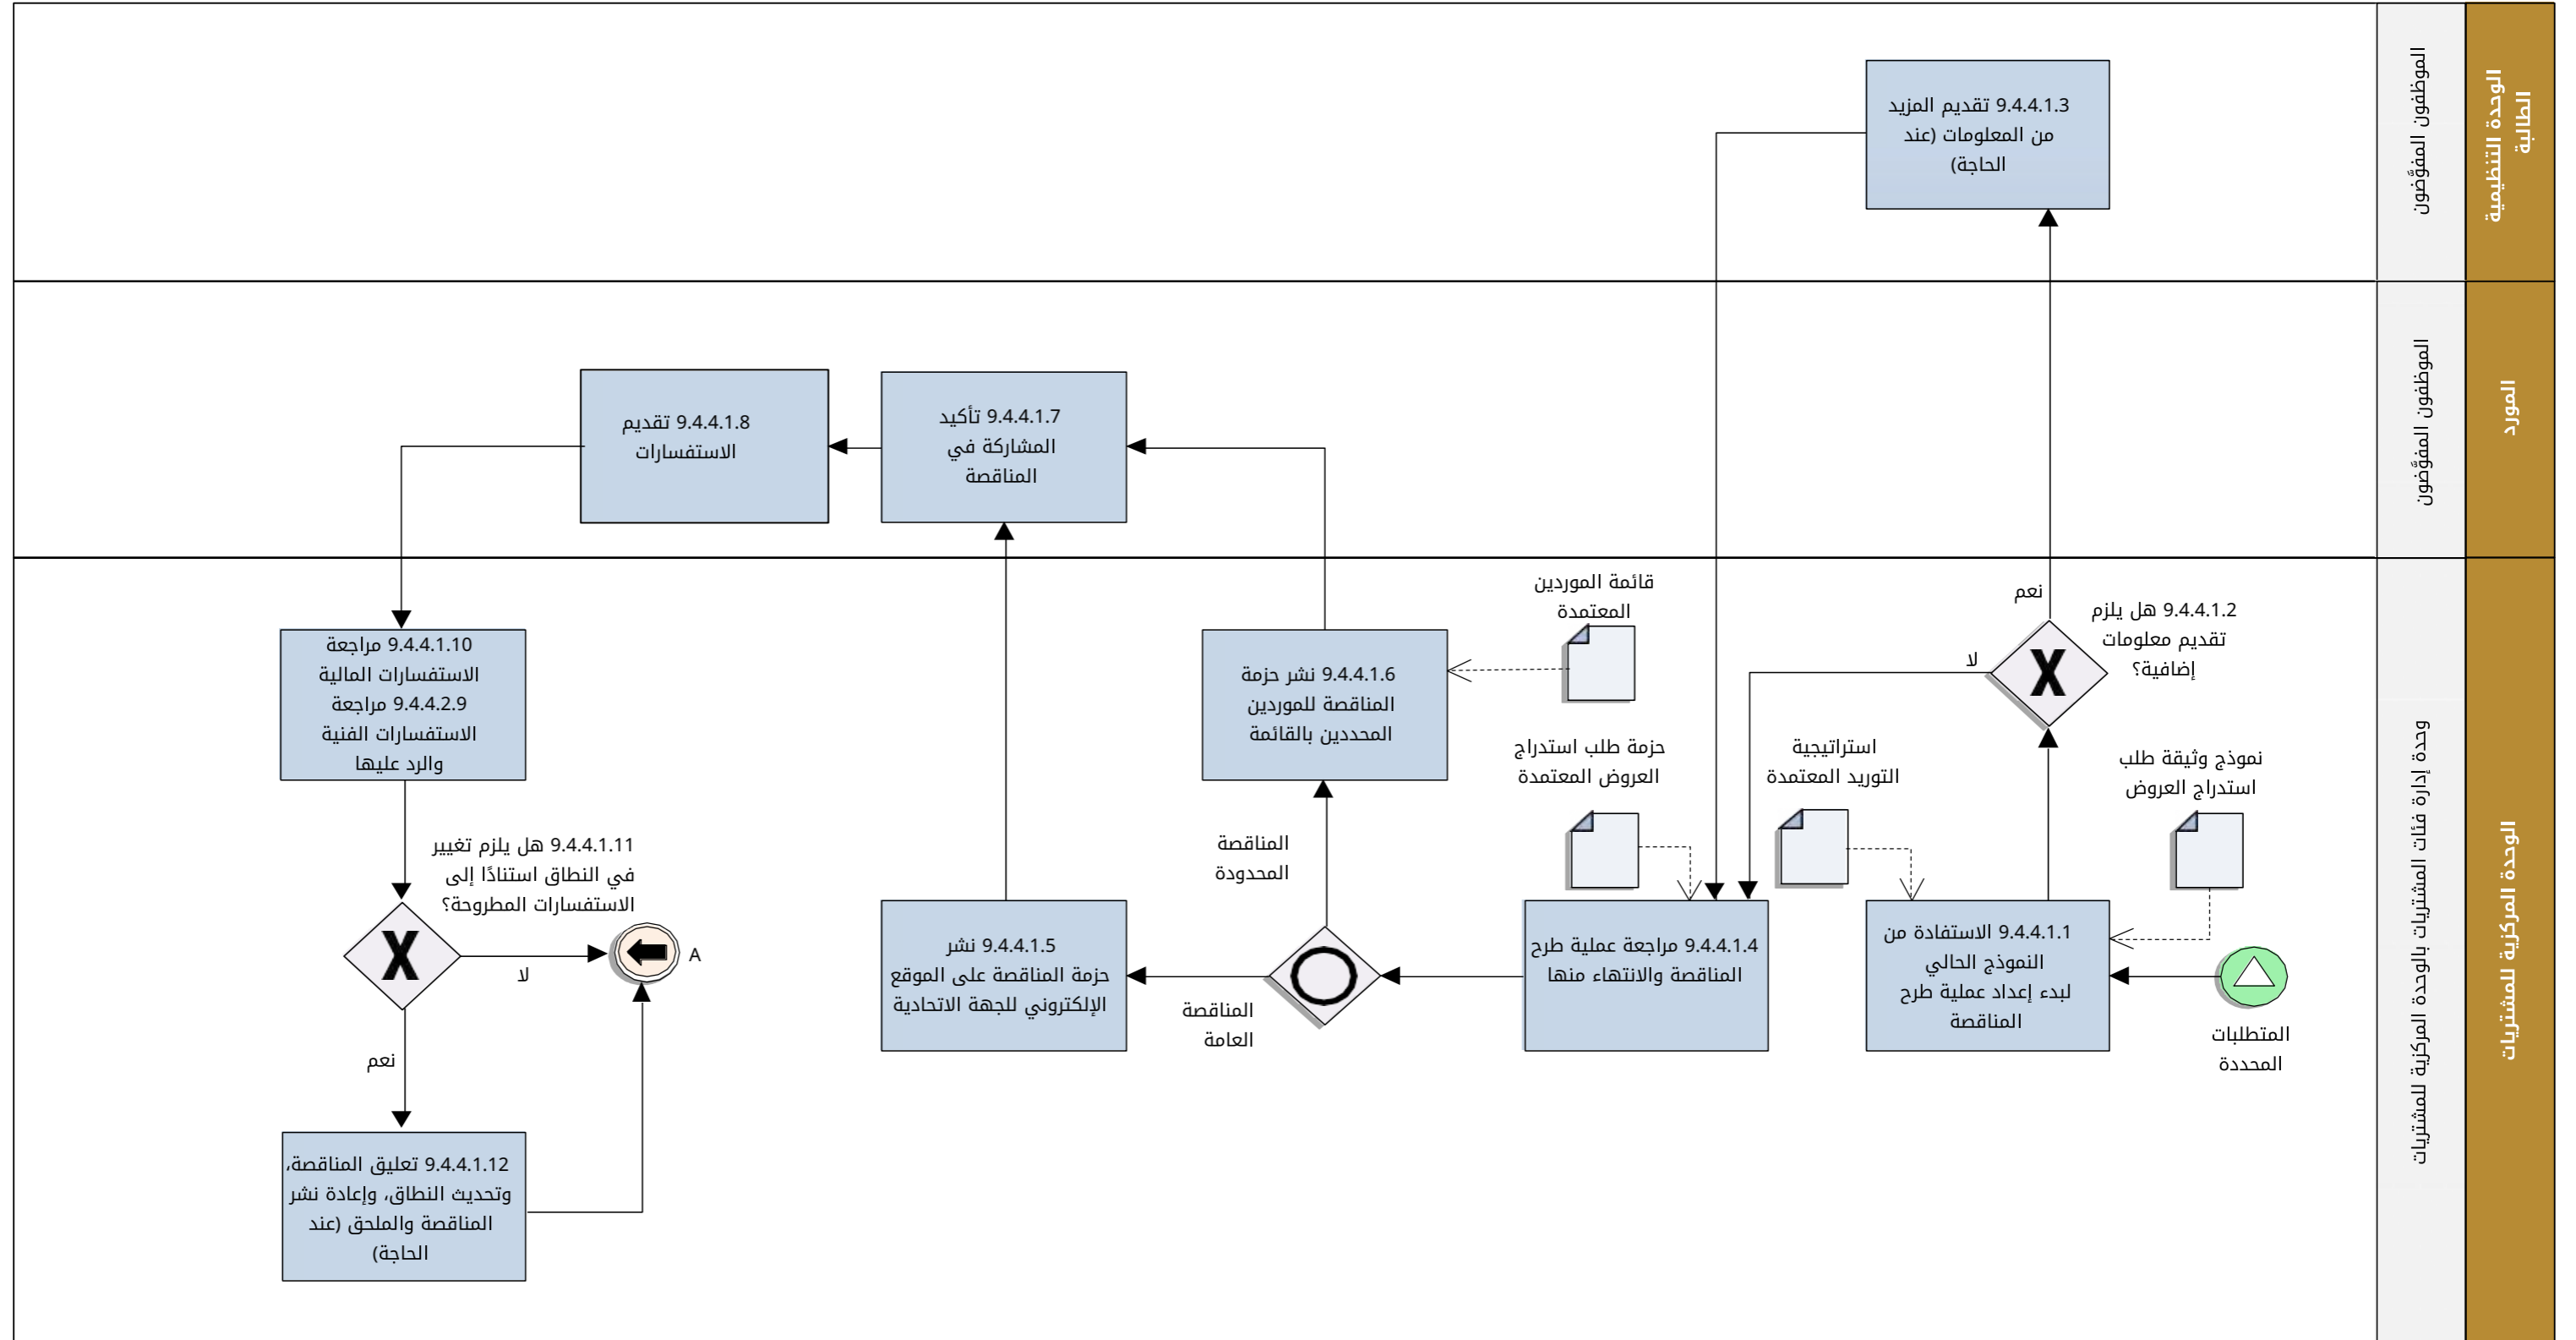 الوحدة التنظيمية
الطالبة
الموظفون المفوَّضون
9.4.4.1.3 تقديم المزيد
من المعلومات (عند
الحاجة)
المورد
الموظفون المفوَّضون
9.4.4.1.7 تأكيد
المشاركة في
المناقصة
9.4.4.1.8 تقديم
الاستفسارات
الوحدة المركزية للمشتريات
وحدة إدارة فئات المشتريات بالوحدة المركزية للمشتريات
المتطلبات
المحددة
نموذج وثيقة طلب
استدراج العروض
9.4.4.1.1 الاستفادة من
النموذج الحالي
لبدء إعداد عملية طرح
المناقصة
استراتيجية
التوريد المعتمدة
9.4.4.1.2 هل يلزم
تقديم معلومات
إضافية؟
نعم
لا
حزمة طلب استدراج
العروض المعتمدة
9.4.4.1.4 مراجعة عملية طرح
المناقصة والانتهاء منها
المناقصة
العامة
المناقصة
المحدودة
9.4.4.1.5 نشر
حزمة المناقصة على الموقع
الإلكتروني للجهة الاتحادية
قائمة الموردين
المعتمدة
9.4.4.1.6 نشر حزمة
المناقصة للموردين
المحددين بالقائمة
9.4.4.1.10 مراجعة
الاستفسارات المالية
9.4.4.2.9 مراجعة
الاستفسارات الفنية
والرد عليها
9.4.4.1.11 هل يلزم تغيير
في النطاق استنادًا إلى
الاستفسارات المطروحة؟
لا
A
نعم
9.4.4.1.12 تعليق المناقصة،
وتحديث النطاق، وإعادة نشر
المناقصة والملحق (عند
الحاجة)